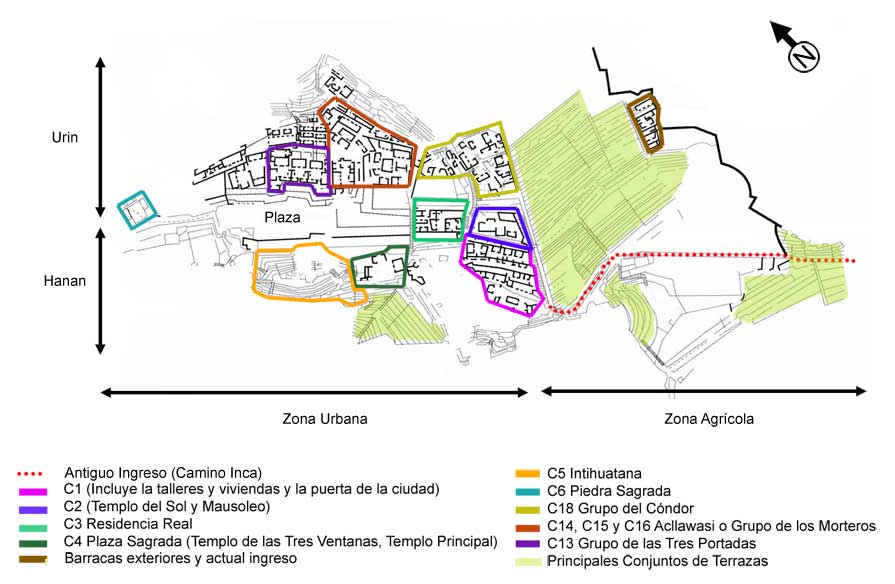 N
Urin
Plaza
Hanan
Zona Urbana
Zona Agrícola
Antiguo Ingreso (Camino Inca)
C1 (Incluye la talleres y viviendas y la puerta de la ciudad)
C2 (Templo del Sol y Mausoleo)
C3 Residencia Real
C4 Plaza Sagrada (Templo de las Tres Ventanas, Templo Principal)
Barracas exteriores y actual ingreso
C5 Intihuatana
C6 Piedra Sagrada
C18 Grupo del Cóndor
C14, C15 y C16 Acllawasi o Grupo de los Morteros
C13 Grupo de las Tres Portadas
Principales Conjuntos de Terrazas